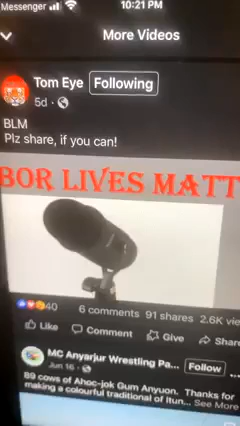 Messenger 10:21 PM
More Videos
Tom Eye Following
5d
BLM
Plz share, if you can!
BOR LIVES MATT
40 6 comments 91 shares 2.6K vie
Like Comment Give Shar
MC Anyarjur Wrestling Pa... Follow ...
Jun 16
89 cows of Ahoc-jok Gum Anyuon. Thanks for
making a colourful traditional of Itun,... See More